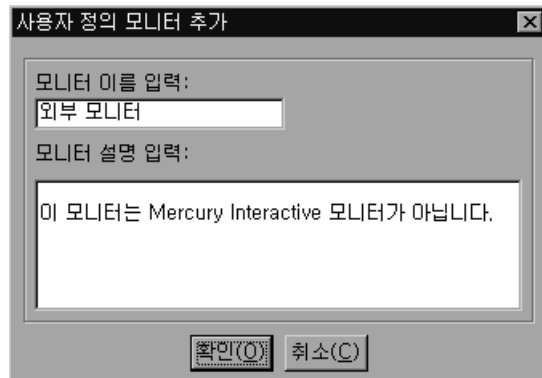 사용자 정의 모니터 추가
모니터 이름 입력:
외부 모니터
모니터 설명 입력:
이 모니터는 Mercury Interactive 모니터가 아닙니다.
확인(O) 취소(C)